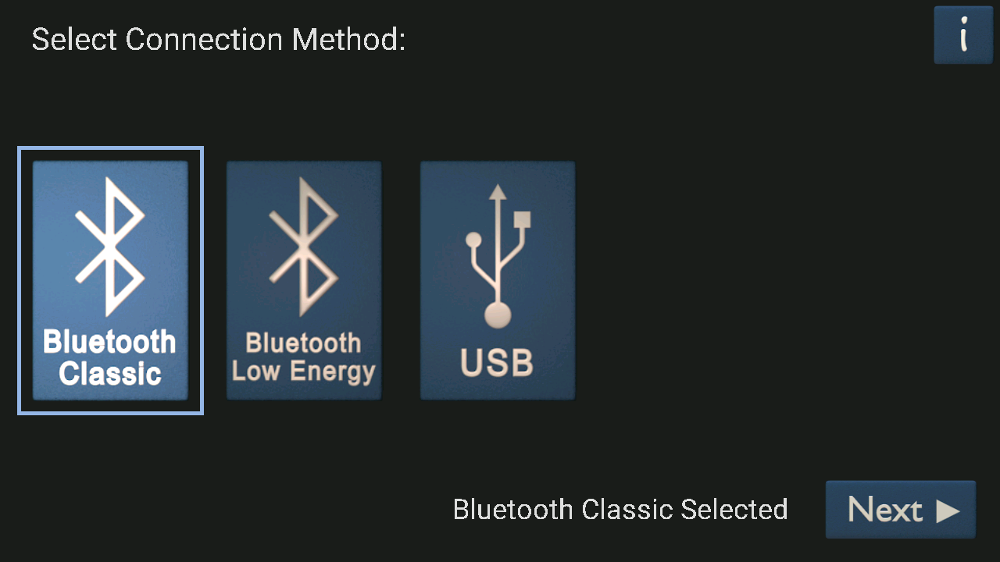 Select Connection Method:
i
Bluetooth
Classic
Bluetooth
Low Energy
USB
Bluetooth Classic Selected
Next